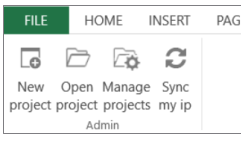 FILE HOME INSERT PAG
New Open Manage Sync
project project projects my ip
Admin